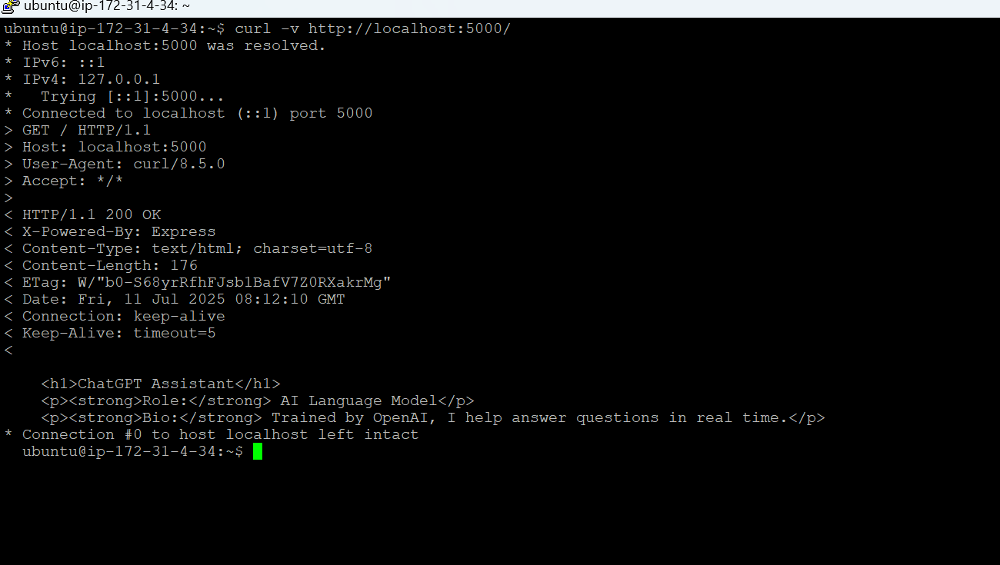 ubuntu@ip-172-31-4-34: ~
ubuntu@ip-172-31-4-34:~$ curl -v http://localhost:5000/
* Host localhost:5000 was resolved.
* IPv6: ::1
* IPv4: 127.0.0.1
*   Trying [::1]:5000...
* Connected to localhost (::1) port 5000
> GET / HTTP/1.1
> Host: localhost:5000
> User-Agent: curl/8.5.0
> Accept: */*
>
< HTTP/1.1 200 OK
< X-Powered-By: Express
< Content-Type: text/html; charset=utf-8
< Content-Length: 176
< ETag: W/"b0-S68yrRfhFJsb1BafV7Z0RXakrMg"
< Date: Fri, 11 Jul 2025 08:12:10 GMT
< Connection: keep-alive
< Keep-Alive: timeout=5
<
    <h1>ChatGPT Assistant</h1>
    <p><strong>Role:</strong> AI Language Model</p>
    <p><strong>Bio:</strong> Trained by OpenAI, I help answer questions in real time.</p>
* Connection #0 to host localhost left intact
  ubuntu@ip-172-31-4-34:~$